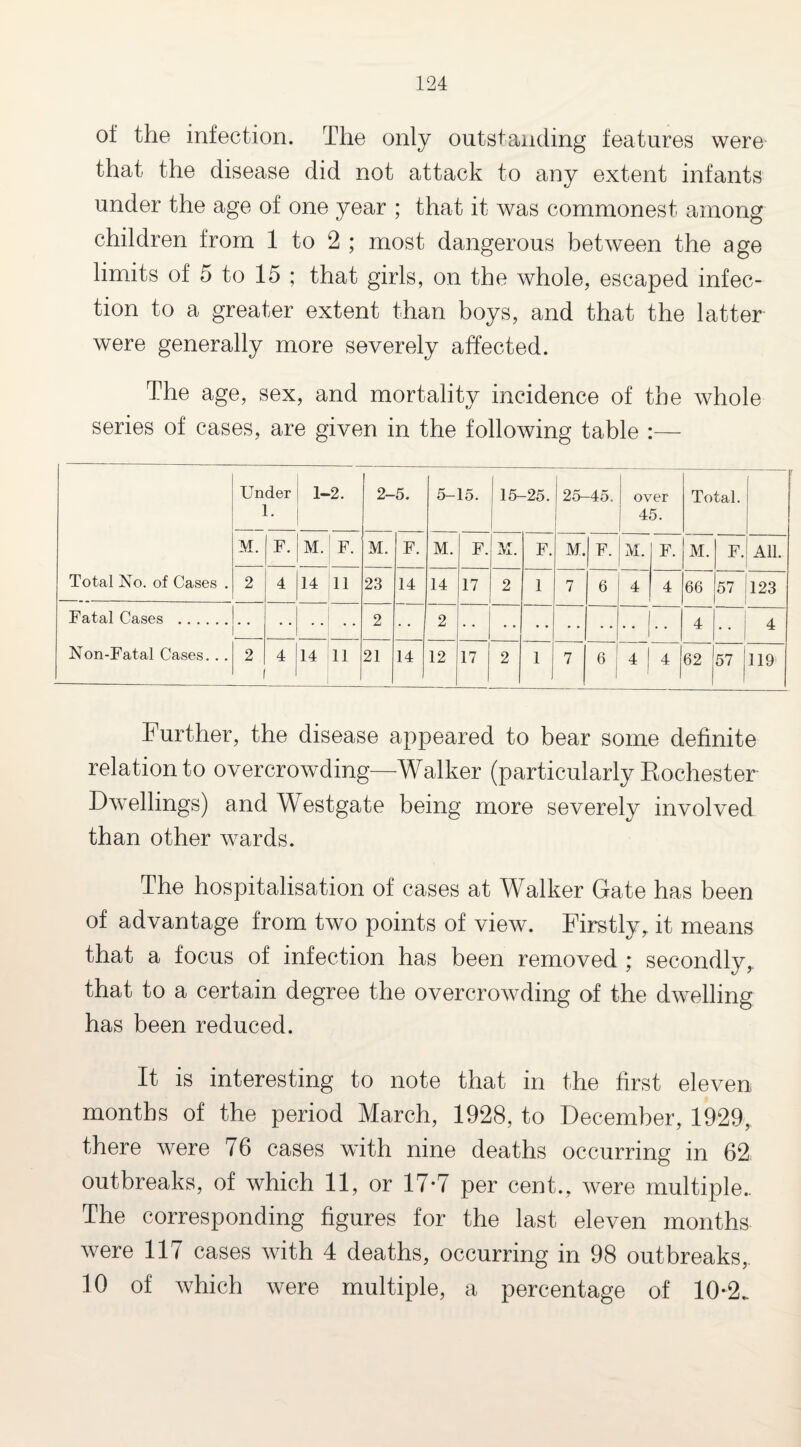 124
of the infection. The only outstanding features were
that the disease did not attack to any extent infants
under the age of one year ; that it was commonest among
children from 1 to 2 ; most dangerous between the age
limits of 5 to 15 ; that girls, on the whole, escaped infec-
tion to a greater extent than boys, and that the latter
were generally more severely affected.
The age, sex, and mortality incidence of the whole
series of cases, are given in the following table :—
Under 1. 1-2. 2-5. 5-15. 15-25. 25-45. over 45. Total.
M. F. M. F. M. F. M. F. M. F. M. F. M. F. M. F. All.
Total No. of Cases . 2 4 14 11 23 14 14 17 2 1 7 6 4 4 66 57 123
Fatal Cases ...... .. .. .. .. 2 .. 2 .. .. .. .. .. .. .. 4 .. 4
Non-Fatal Cases... 2 4 14 11 21 14 12 17 2 1 7 6 4 4 62 57 119
Further, the disease appeared to bear some definite
relation to overcrowding—Walker (particularly Rochester
Dwellings) and Westgate being more severely involved
than other wards.
The hospitalisation of cases at Walker Gate has been
of advantage from two points of view. Firstly, it means
that a focus of infection has been removed ; secondly,
that to a certain degree the overcrowding of the dwelling
has been reduced.
It is interesting to note that in the first eleven
months of the period March, 1928, to December, 1929,
there were 76 cases with nine deaths occurring in 62
outbreaks, of which 11, or 17·7 per cent., were multiple.
The corresponding figures for the last eleven months
were 117 cases with 4 deaths, occurring in 98 outbreaks,
10 of which were multiple, a percentage of 10·2.